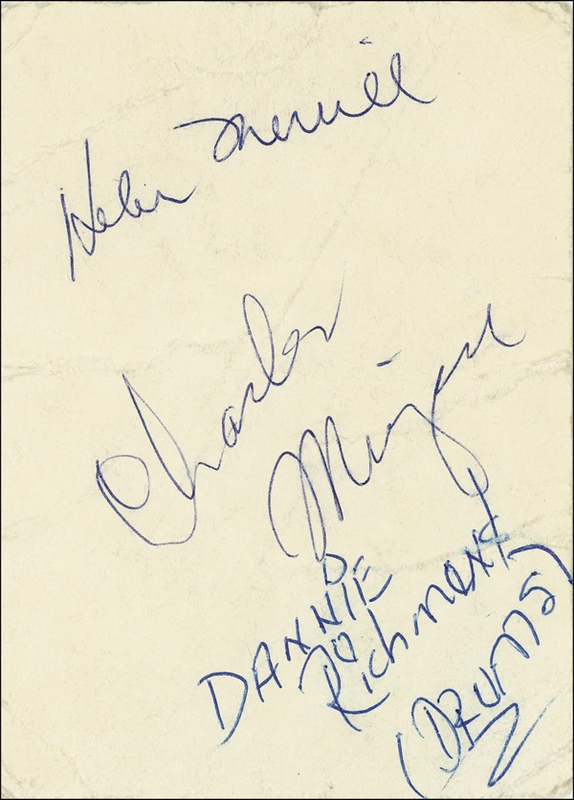 Helen Merrill
Charles
Mingus
DANNIE
Richmond
(DRUMS)